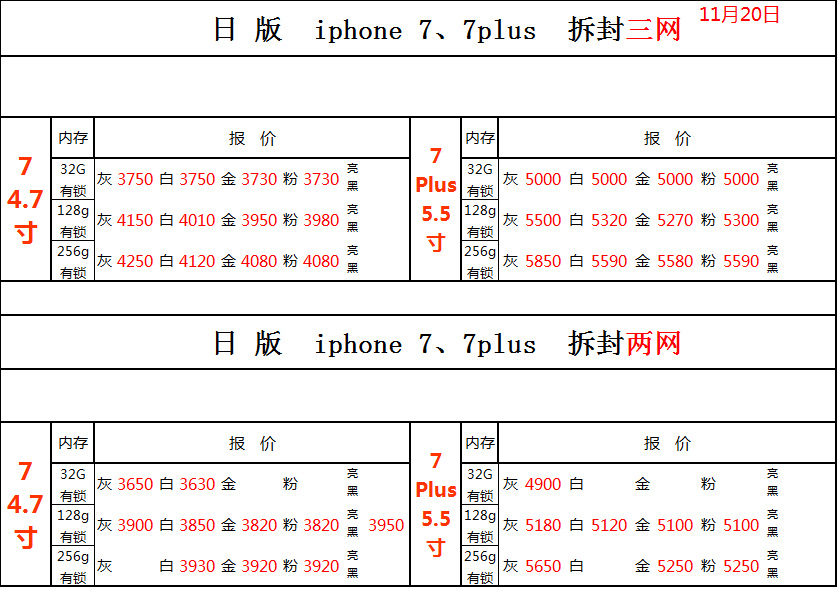 日 版 iphone 7、7plus 拆封三网 11月20日
7 4.7 寸
内存 报 价
32G 有锁 灰 3750 白 3750 金 3730 粉 3730 亮黑
128g 有锁 灰 4150 白 4010 金 3950 粉 3980 亮黑
256g 有锁 灰 4250 白 4120 金 4080 粉 4080 亮黑
7 Plus 5.5 寸
内存 报 价
32G 有锁 灰 5000 白 5000 金 5000 粉 5000 亮黑
128g 有锁 灰 5500 白 5320 金 5270 粉 5300 亮黑
256g 有锁 灰 5850 白 5590 金 5580 粉 5590 亮黑
日 版 iphone 7、7plus 拆封两网
7 4.7 寸
内存 报 价
32G 有锁 灰 3650 白 3630 金 粉 亮黑
128g 有锁 灰 3900 白 3850 金 3820 粉 3820 亮黑 3950
256g 有锁 灰 白 3930 金 3920 粉 3920 亮黑
7 Plus 5.5 寸
内存 报 价
32G 有锁 灰 4900 白 金 粉 亮黑
128g 有锁 灰 5180 白 5120 金 5100 粉 5100 亮黑
256g 有锁 灰 5650 白 金 5250 粉 5250 亮黑